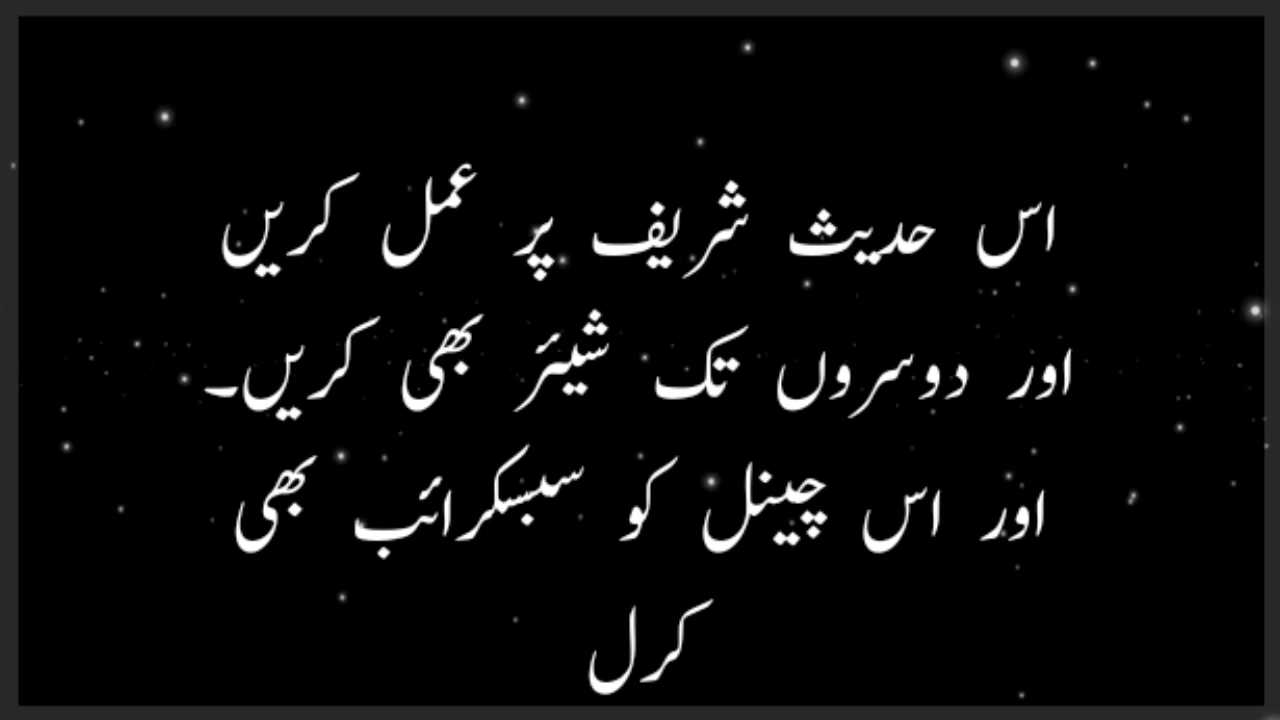 اس حدیث شریف پر عمل کریں
اور دوسروں تک شیئر بھی کریں۔
اور اس چینل کو سبسکرائب بھی
کرل